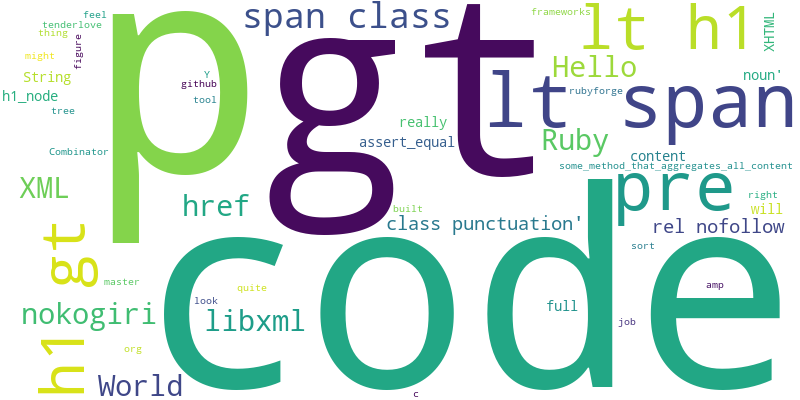 feel
tenderlove
thing
figure
might
String
h1_node
tree
Combinator
XML
p
span class
gt
lt h1
frameworks
XHTML
Hello
noun'
Y
github
tool
lt span
rubyforge
really
assert_equal
Ruby
content
some_method_that_aggregates_all_content
pre
right
will
href
built
class punctuation'
rel nofollow
sort
gt
master
quite
look
nokogiri
libxml
code
full
amp
job
org
h1
World
c